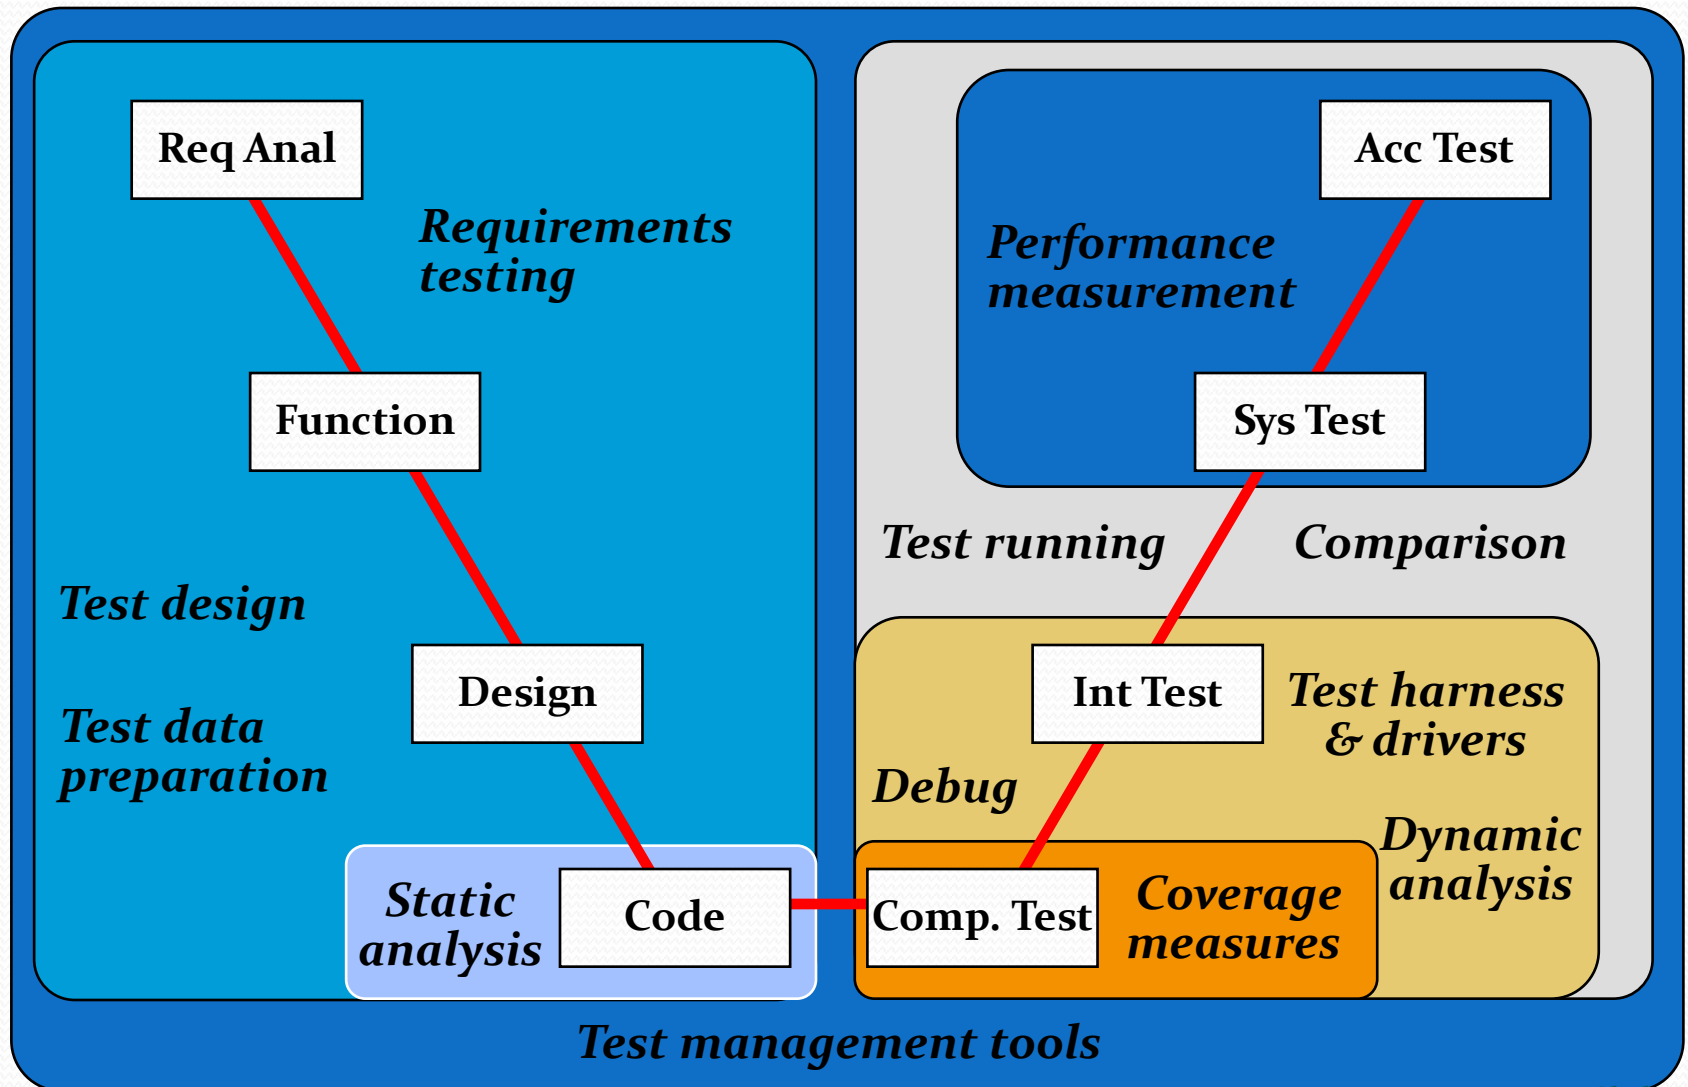 Req Anal
Acc Test
Requirements
testing
Performance
measurement
Function
Sys Test
Test running
Comparison
Test design
Design
Int Test
Test harness
& drivers
Test data
preparation
Debug
Dynamic
analysis
Static
analysis
Code
Comp. Test
Coverage
measures
Test management tools